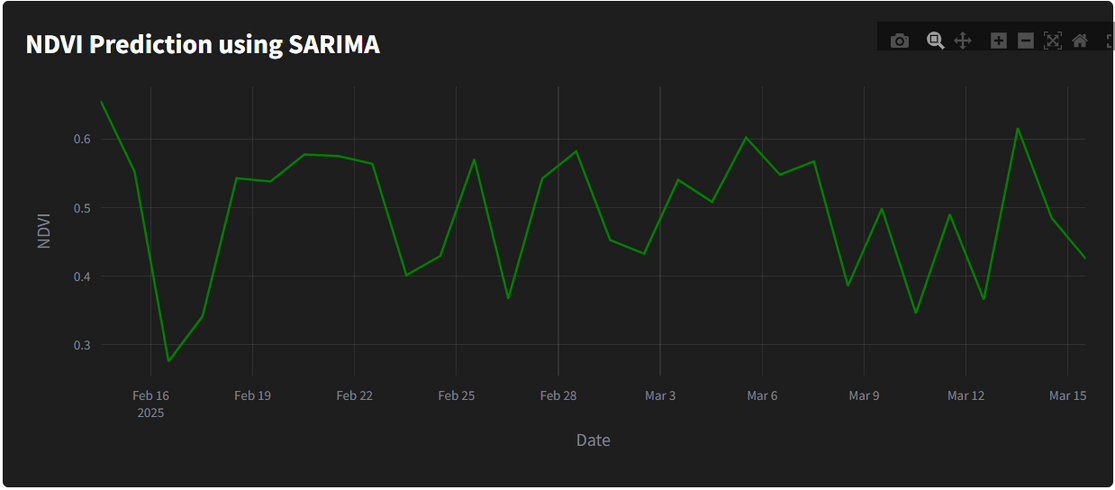 NDVI Prediction using SARIMA
0.6
0.5
0.4
0.3
NDVI
Feb 16 Feb 19 Feb 22 Feb 25 Feb 28 Mar 3 Mar 6 Mar 9 Mar 12 Mar 15
2025
Date